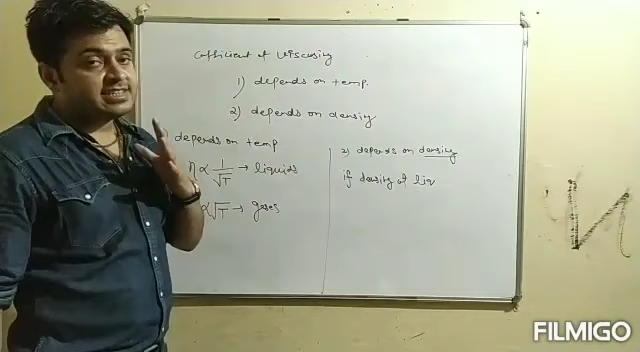 Coefficient of Viscosity
1) depends on temp.
2) depends on density
depends on temp
η ∝ 1/√T → liquids
∝ √T → gases
2) depends on density
if density of liq
FILMIGO